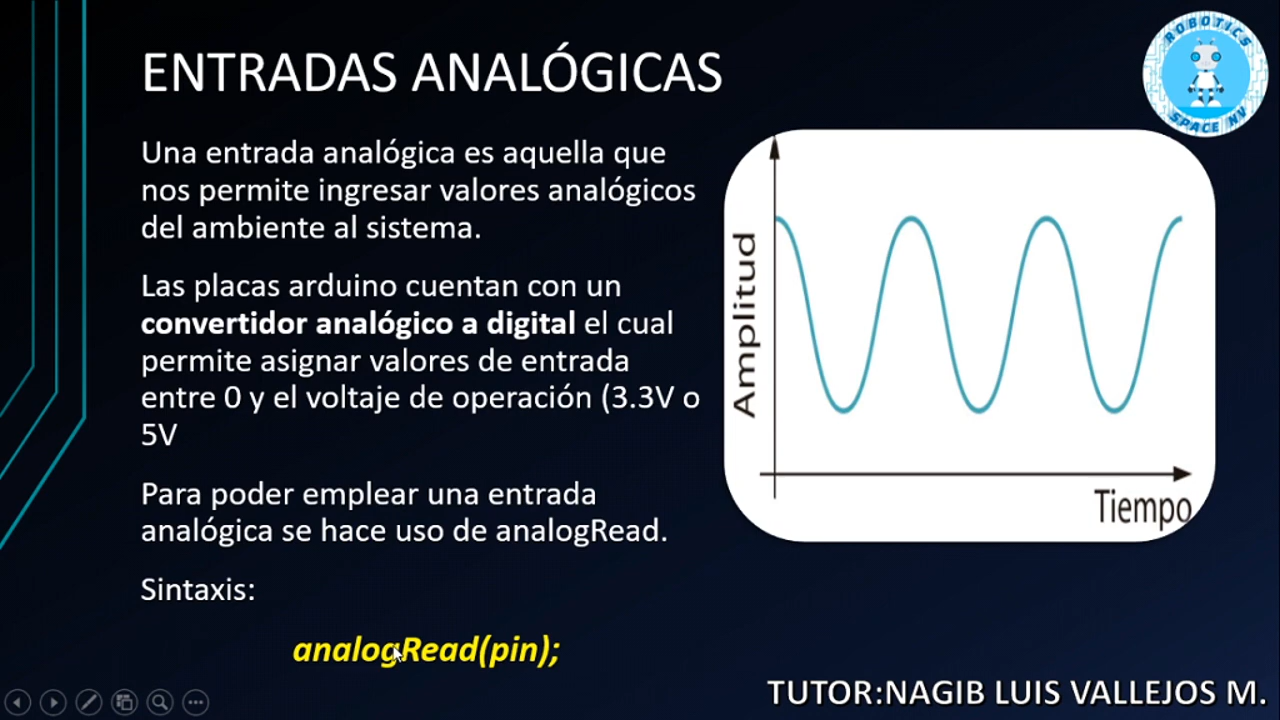 ENTRADAS ANALÓGICAS
ROBOTICS
SPACE NV
Una entrada analógica es aquella que
nos permite ingresar valores analógicos
del ambiente al sistema.
Las placas arduino cuentan con un
convertidor analógico a digital el cual
permite asignar valores de entrada
entre 0 y el voltaje de operación (3.3V o
5V
Para poder emplear una entrada
analógica se hace uso de analogRead.
Sintaxis:
analogRead(pin);
Amplitud
Tiempo
TUTOR:NAGIB LUIS VALLEJOS M.